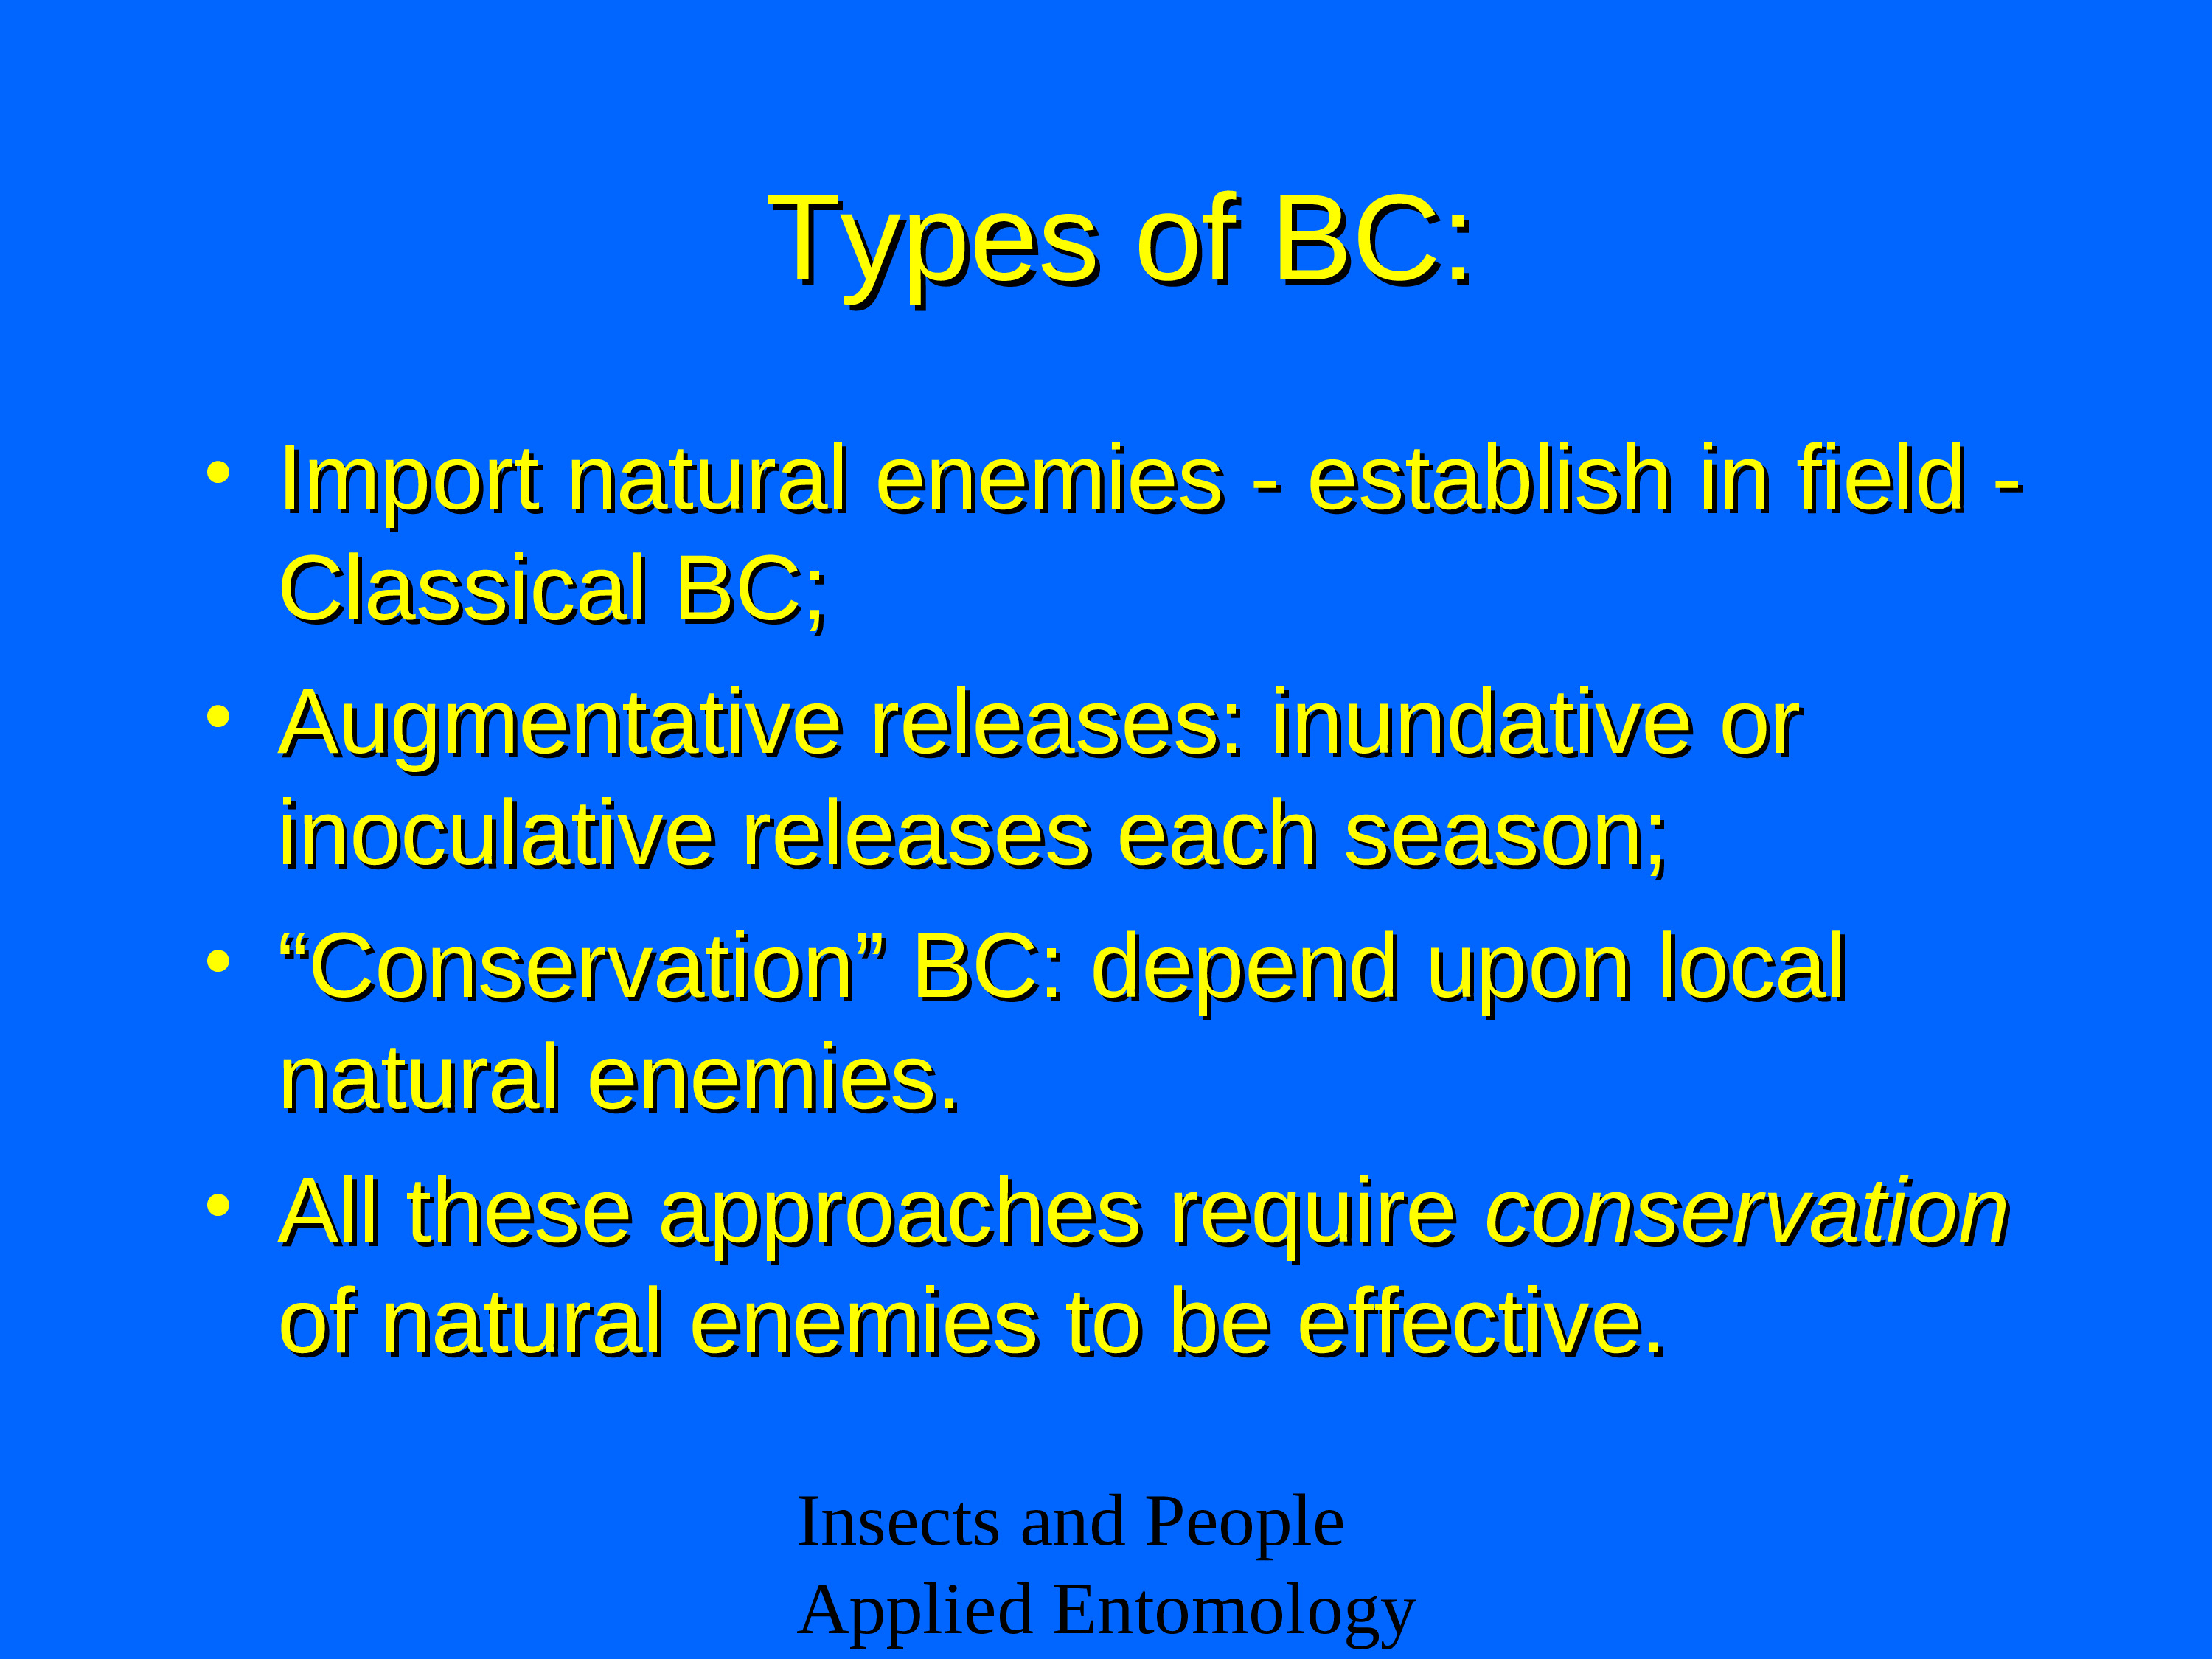 Types of BC:
• Import natural enemies - establish in field -
Classical BC;
• Augmentative releases: inundative or
inoculative releases each season;
• “Conservation” BC: depend upon local
natural enemies.
• All these approaches require conservation
of natural enemies to be effective.
Insects and People
Applied Entomology